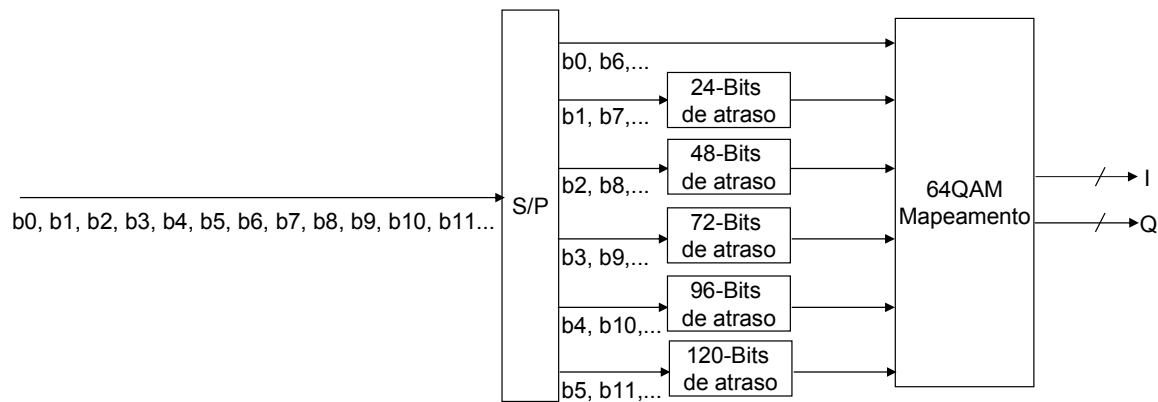 b0, b1, b2, b3, b4, b5, b6, b7, b8, b9, b10, b11...
S/P
b0, b6,...
b1, b7,...
24-Bits
de atraso
b2, b8,...
48-Bits
de atraso
b3, b9,...
72-Bits
de atraso
b4, b10,...
96-Bits
de atraso
b5, b11,...
120-Bits
de atraso
64QAM
Mapeamento
I
Q